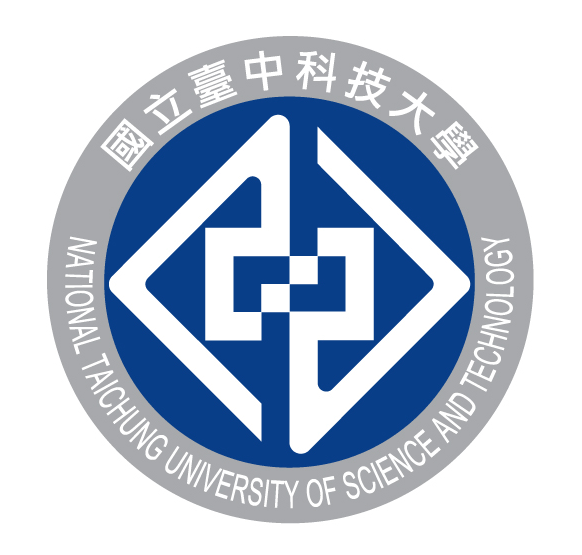 國立臺中科技大學
NATIONAL TAICHUNG UNIVERSITY OF SCIENCE AND TECHNOLOGY